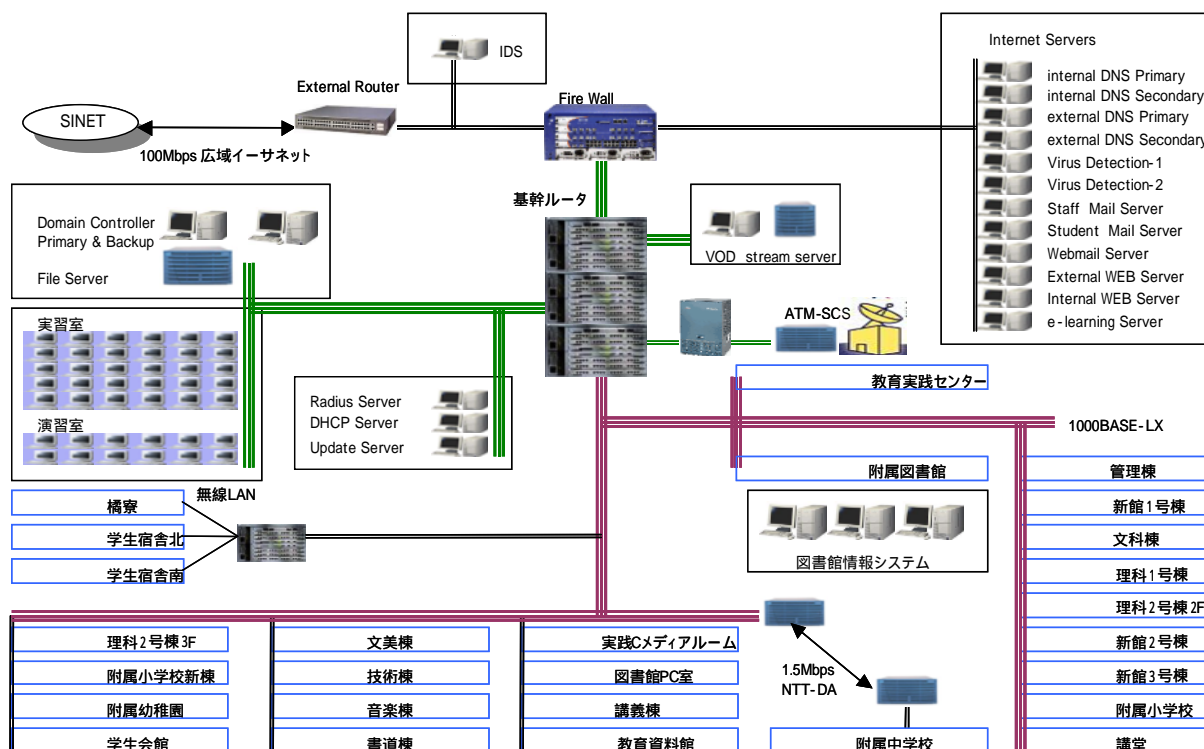 IDS
Internet Servers
internal DNS Primary
internal DNS Secondary
external DNS Primary
external DNS Secondary
Virus Detection-1
Virus Detection-2
Staff Mail Server
Student Mail Server
Webmail Server
External WEB Server
Internal WEB Server
e-learning Server
External Router
Fire Wall
SINET
100Mbps 広域イーサネット
基幹ルータ
Domain Controller
Primary & Backup
File Server
VOD stream server
ATM-SCS
実習室
演習室
Radius Server
DHCP Server
Update Server
教育実践センター
1000BASE-LX
附属図書館
図書館情報システム
無線LAN
橘寮
学生宿舎北
学生宿舎南
管理棟
新館1号棟
文科棟
理科1号棟
理科2号棟2F
新館2号棟
新館3号棟
附属小学校
講堂
理科2号棟3F
附属小学校新棟
附属幼稚園
学生会館
文美棟
技術棟
音楽棟
書道棟
実践Cメディアルーム
図書館PC室
講義棟
教育資料館
1.5Mbps
NTT-DA
附属中学校